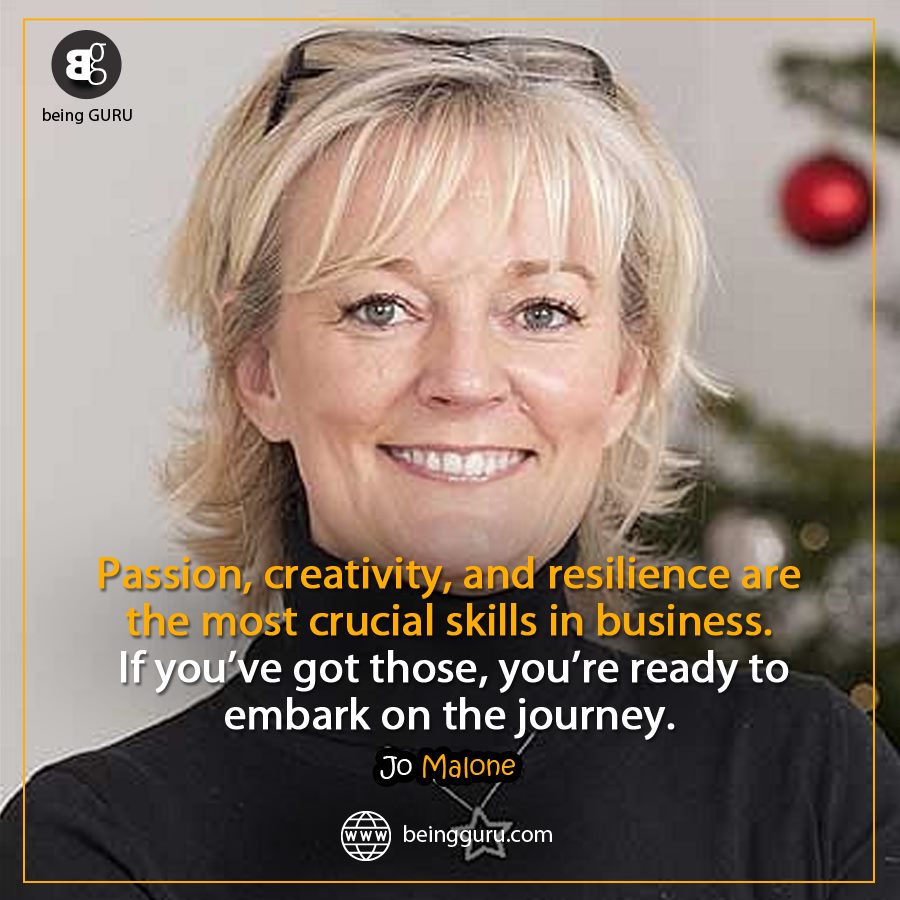 Bg
being GURU
Passion, creativity, and resilience are
the most crucial skills in business.
If you’ve got those, you’re ready to
embark on the journey.
Jo Malone
www beingguru.com